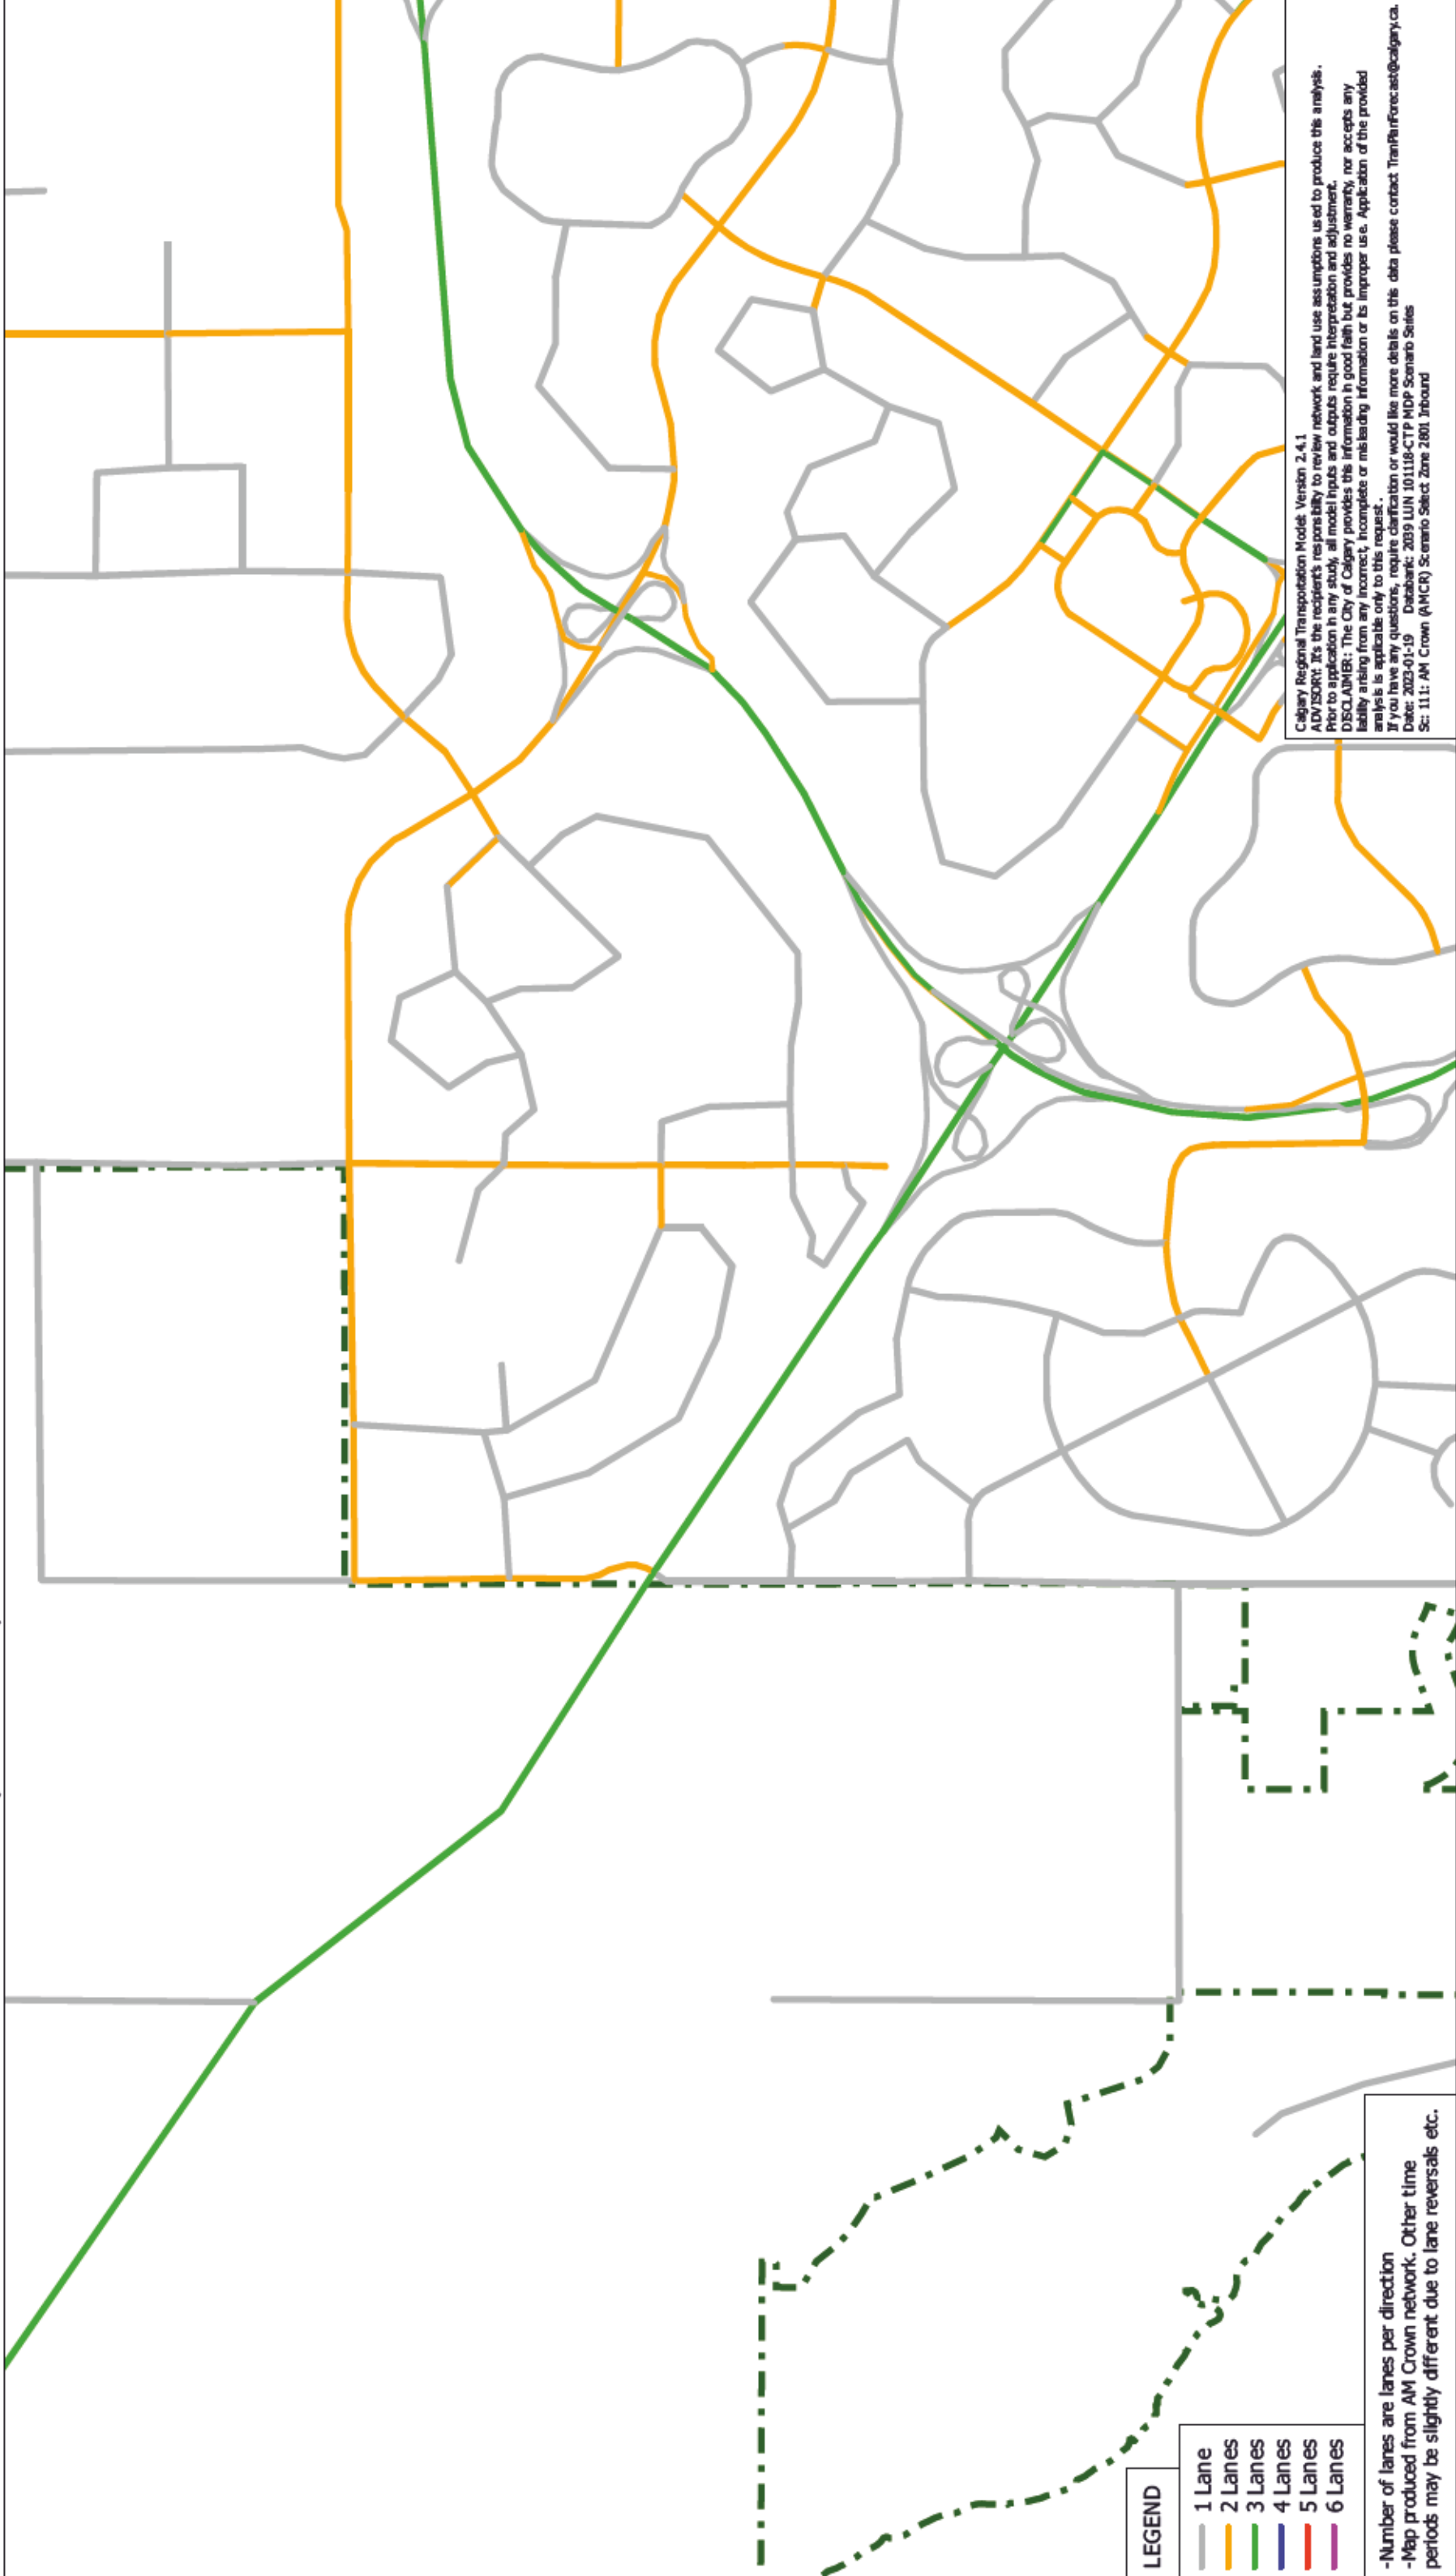 Calgary Regional Transportation Model: Version 2.4.1
ADVISORY: It's the recipient's responsibility to review network and land use assumptions used to produce this analysis.
Prior to application in any study, all model inputs and outputs require interpretation and adjustment.
DISCLAIMER: The City of Calgary provides this information in good faith but provides no warranty, nor accepts any
liability arising from any incorrect, incomplete or misleading information or its improper use. Application of the provided
analysis is applicable only to this request.
If you have any questions, require clarification or would like more details on this data please contact TranPlanForecast@calgary.ca.
Date: 2023-01-19 Databank: 2039 LUN 101118-CTP MDP Scenario Series
Sc: 111: AM Crown (AMCR) Scenario Select Zone 2801 Inbound
LEGEND
1 Lane
2 Lanes
3 Lanes
4 Lanes
5 Lanes
6 Lanes
-Number of lanes are lanes per direction
-Map produced from AM Crown network. Other time
periods may be slightly different due to lane reversals etc.